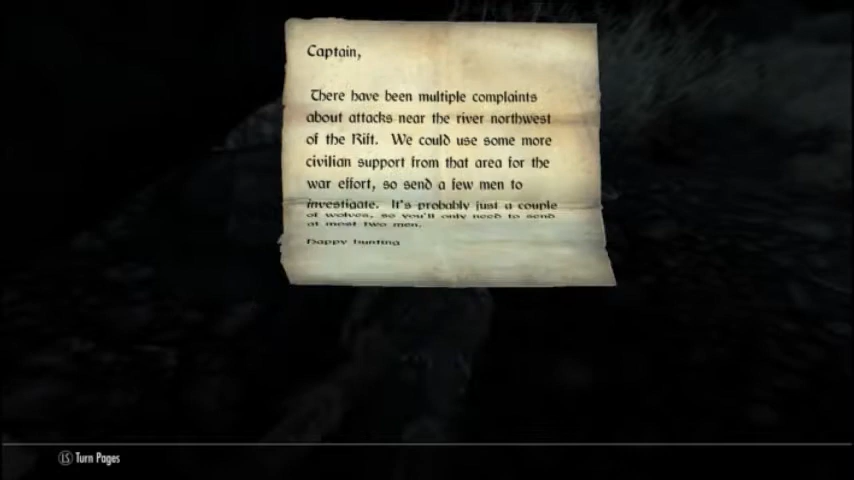 Captain,
There have been multiple complaints
about attacks near the river northwest
of the Rift. We could use some more
civilian support from that area for the
war effort, so send a few men to
investigate. It's probably just a couple
of wolves, so you'll only need to send
at most two men.
Happy hunting
LS Turn Pages